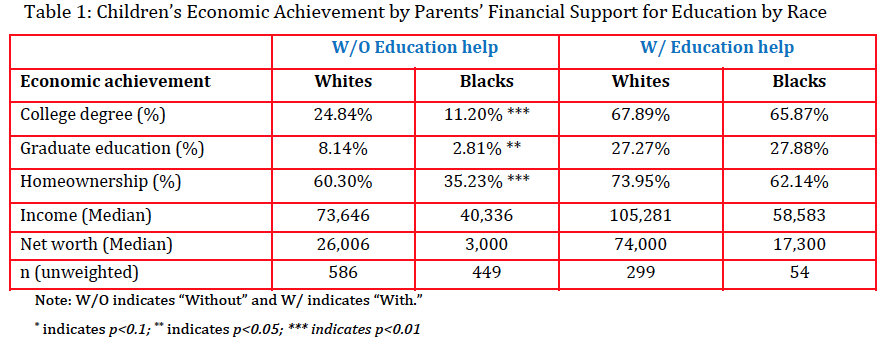 Table 1: Children’s Economic Achievement by Parents’ Financial Support for Education by Race
W/O Education help W/ Education help
Economic achievement Whites Blacks Whites Blacks
College degree (%) 24.84% 11.20% *** 67.89% 65.87%
Graduate education (%) 8.14% 2.81% ** 27.27% 27.88%
Homeownership (%) 60.30% 35.23% *** 73.95% 62.14%
Income (Median) 73,646 40,336 105,281 58,583
Net worth (Median) 26,006 3,000 74,000 17,300
n (unweighted) 586 449 299 54
Note: W/O indicates “Without” and W/ indicates “With.”
* indicates p<0.1; ** indicates p<0.05; *** indicates p<0.01